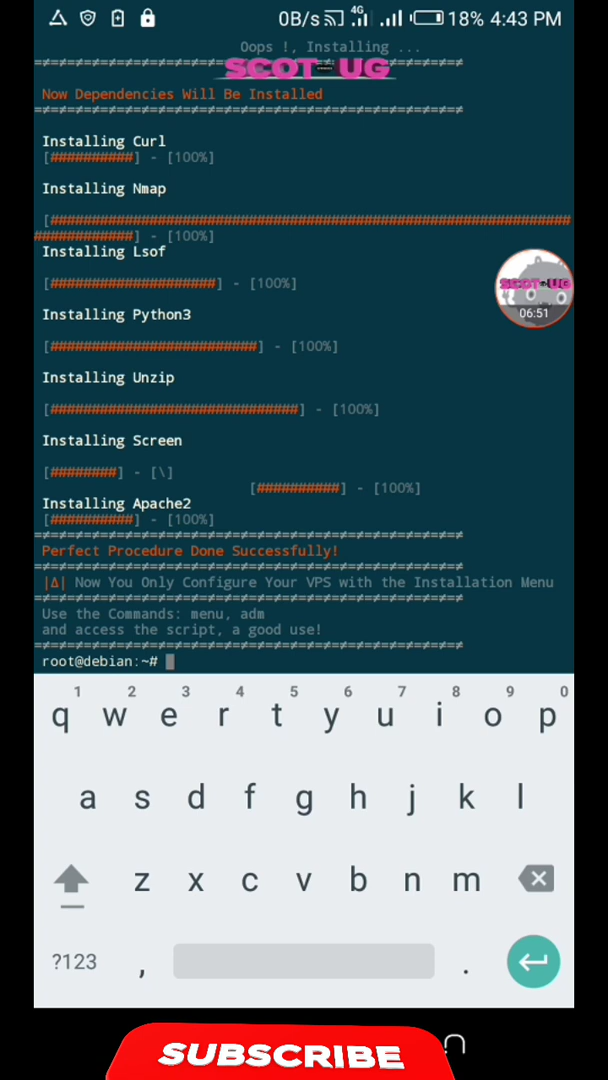 0B/s 4G 18% 4:43 PM
Oops !, Installing ...
SCOT-UG
=≠=≠=≠=≠=≠=≠=≠=≠=≠=≠=≠=≠=≠=≠=≠=≠=≠=≠=≠=≠=≠=≠=≠=≠=≠=≠
Now Dependencies Will Be Installed
=≠=≠=≠=≠=≠=≠=≠=≠=≠=≠=≠=≠=≠=≠=≠=≠=≠=≠=≠=≠=≠=≠=≠=≠=≠=≠
Installing Curl
[##########] - [100%]
Installing Nmap
[###############################################################
############] - [100%]
Installing Lsof
[####################] - [100%]
SCOT-UG
06:51
Installing Python3
[#########################] - [100%]
Installing Unzip
[##############################] - [100%]
Installing Screen
[########] - [\]
[##########] - [100%]
Installing Apache2
[##########] - [100%]
=≠=≠=≠=≠=≠=≠=≠=≠=≠=≠=≠=≠=≠=≠=≠=≠=≠=≠=≠=≠=≠=≠=≠=≠=≠=≠
Perfect Procedure Done Successfully!
=≠=≠=≠=≠=≠=≠=≠=≠=≠=≠=≠=≠=≠=≠=≠=≠=≠=≠=≠=≠=≠=≠=≠=≠=≠=≠
|∆| Now You Only Configure Your VPS with the Installation Menu
=≠=≠=≠=≠=≠=≠=≠=≠=≠=≠=≠=≠=≠=≠=≠=≠=≠=≠=≠=≠=≠=≠=≠=≠=≠=≠
Use the Commands: menu, adm
and access the script, a good use!
=≠=≠=≠=≠=≠=≠=≠=≠=≠=≠=≠=≠=≠=≠=≠=≠=≠=≠=≠=≠=≠=≠=≠=≠=≠=≠
root@debian:~#
1 2 3 4 5 6 7 8 9 0
q w e r t y u i o p
a s d f g h j k l
z x c v b n m
?123 , .
SUBSCRIBE